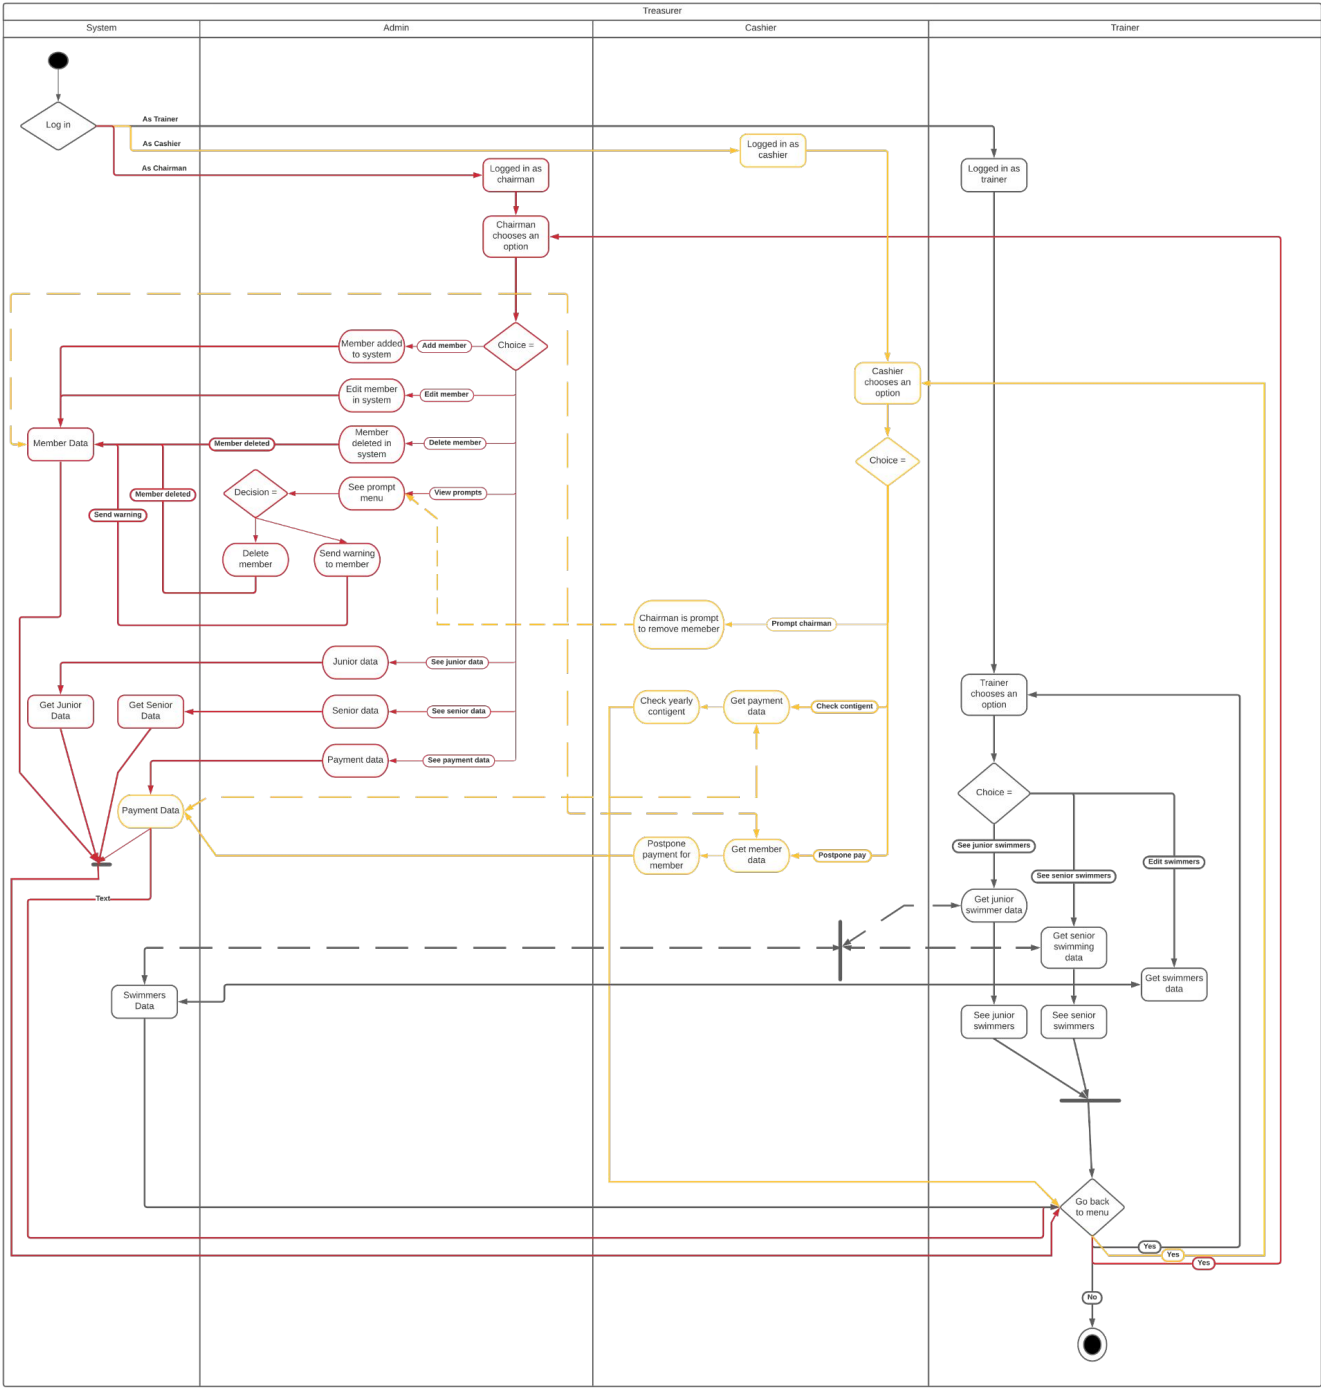 Treasurer
System
Admin
Cashier
Trainer
Log in
As Trainer
As Cashier
As Chairman
Logged in as
cashier
Logged in as
chairman
Logged in as
trainer
Chairman
chooses an
option
Member added
to system
Add member
Choice =
Cashier
chooses an
option
Edit member
in system
Edit member
Member Data
Member deleted
Member
deleted in
system
Delete member
Choice =
Member deleted
Send warning
Decision =
See prompt
menu
View prompts
Delete
member
Send warning
to member
Chairman is prompt
to remove memeber
Prompt chairman
Junior data
See junior data
Get Junior
Data
Get Senior
Data
Senior data
See senior data
Check yearly
contigent
Get payment
data
Check contigent
Trainer
chooses an
option
Payment data
See payment data
Payment Data
Choice =
Postpone
payment for
member
Get member
data
Postpone pay
See junior swimmers
See senior swimmers
Edit swimmers
Text
Get junior
swimmer data
Get senior
swimming
data
Get swimmers
data
Swimmers
Data
See junior
swimmers
See senior
swimmers
Go back
to menu
Yes
Yes
Yes
No